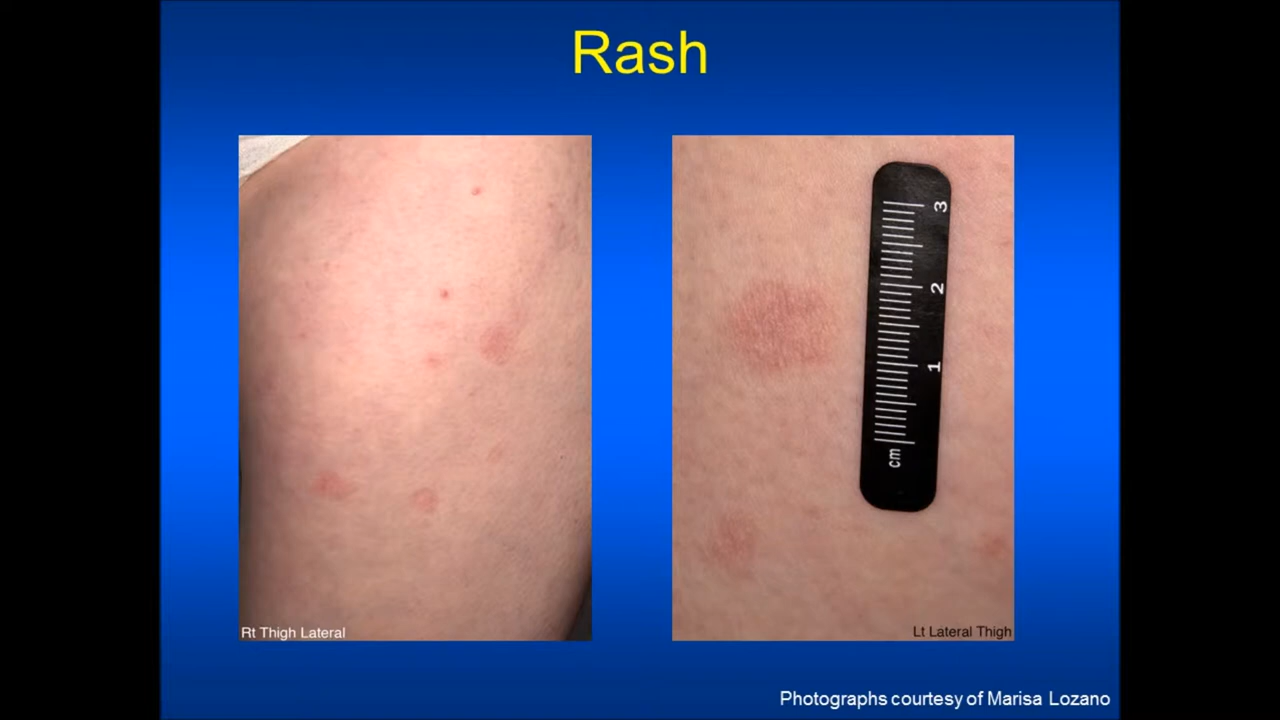 Rash
3
2
1
cm
Rt Thigh Lateral
Lt Lateral Thigh
Photographs courtesy of Marisa Lozano